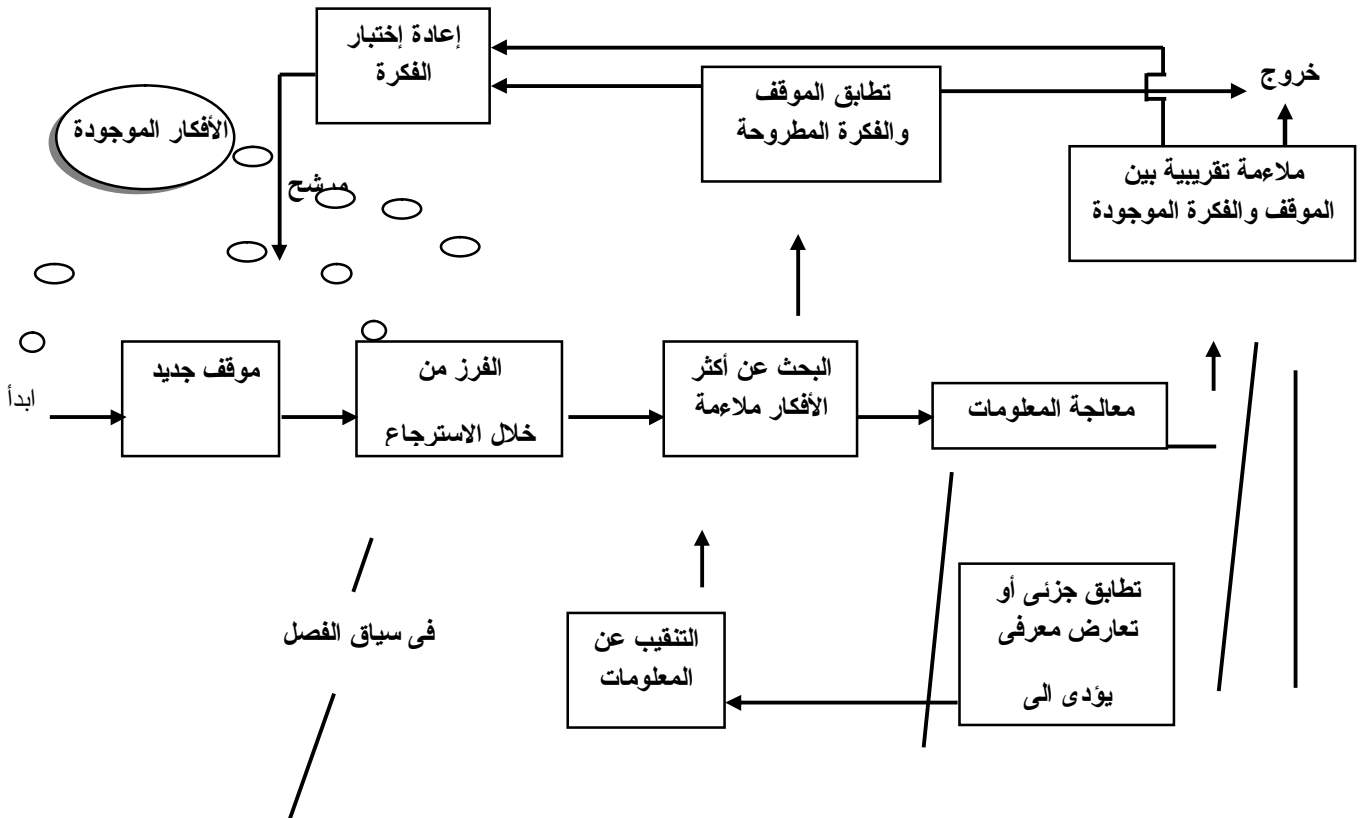 إعادة إختبار
الفكرة
خروج
تطابق الموقف
والفكرة المطروحة
الأفكار الموجودة
ملاءمة تقريبية بين
الموقف والفكرة الموجودة
مرشح
ابدأ
موقف جديد
الفرز من
خلال الاسترجاع
البحث عن أكثر
الأفكار ملاءمة
معالجة المعلومات
تطابق جزئى أو
تعارض معرفى
يؤدى الى
التنقيب عن
المعلومات
فى سياق الفصل